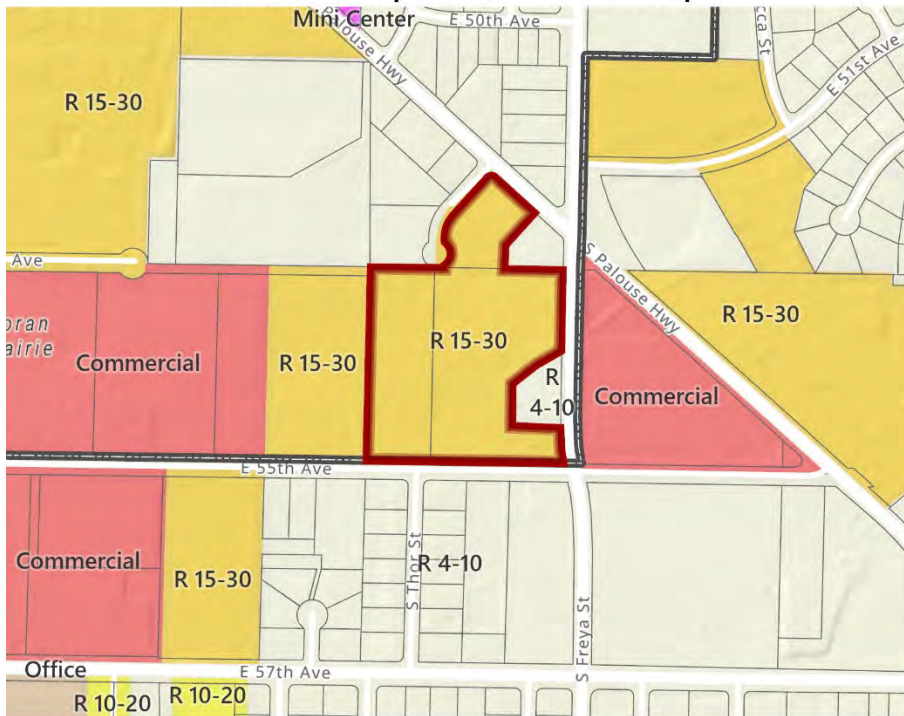 Mini Center
E 50th Ave
Palouse Hwy
E 51st Ave
R 15-30
Ave
S Palouse Hwy
R 15-30
R 15-30
Commercial
R 15-30
R
4-10
Commercial
E 55th Ave
Commercial
R 15-30
S Thor St
R 4-10
S Freya St
Office
E 57th Ave
R 10-20
R 10-20